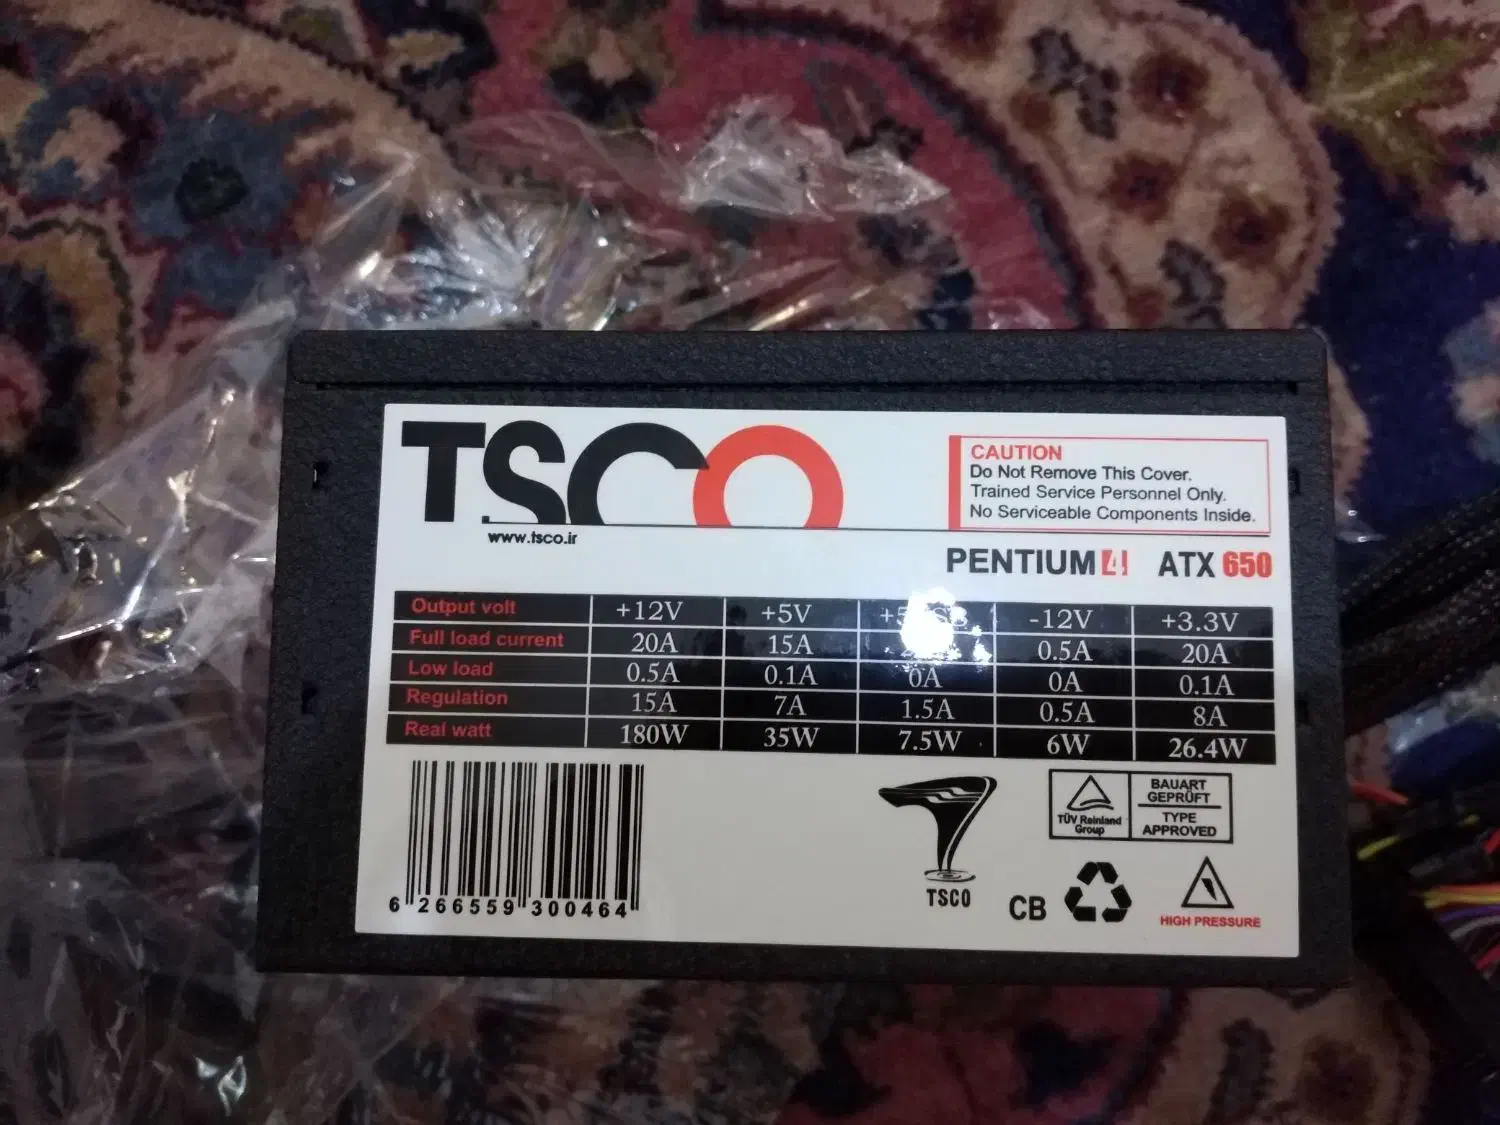 TSCO
www.tsco.ir
CAUTION
Do Not Remove This Cover.
Trained Service Personnel Only.
No Serviceable Components Inside.
PENTIUM 4 ATX 650
Output volt +12V +5V -12V +3.3V
Full load current 20A 15A 0.5A 20A
Low load 0.5A 0.1A 0A 0A 0.1A
Regulation 15A 7A 1.5A 0.5A 8A
Real watt 180W 35W 7.5W 6W 26.4W
6 266559 300464
TSCO
TÜV Reinland
Group
BAUART
GEPRÜFT
TYPE
APPROVED
CB
HIGH PRESSURE